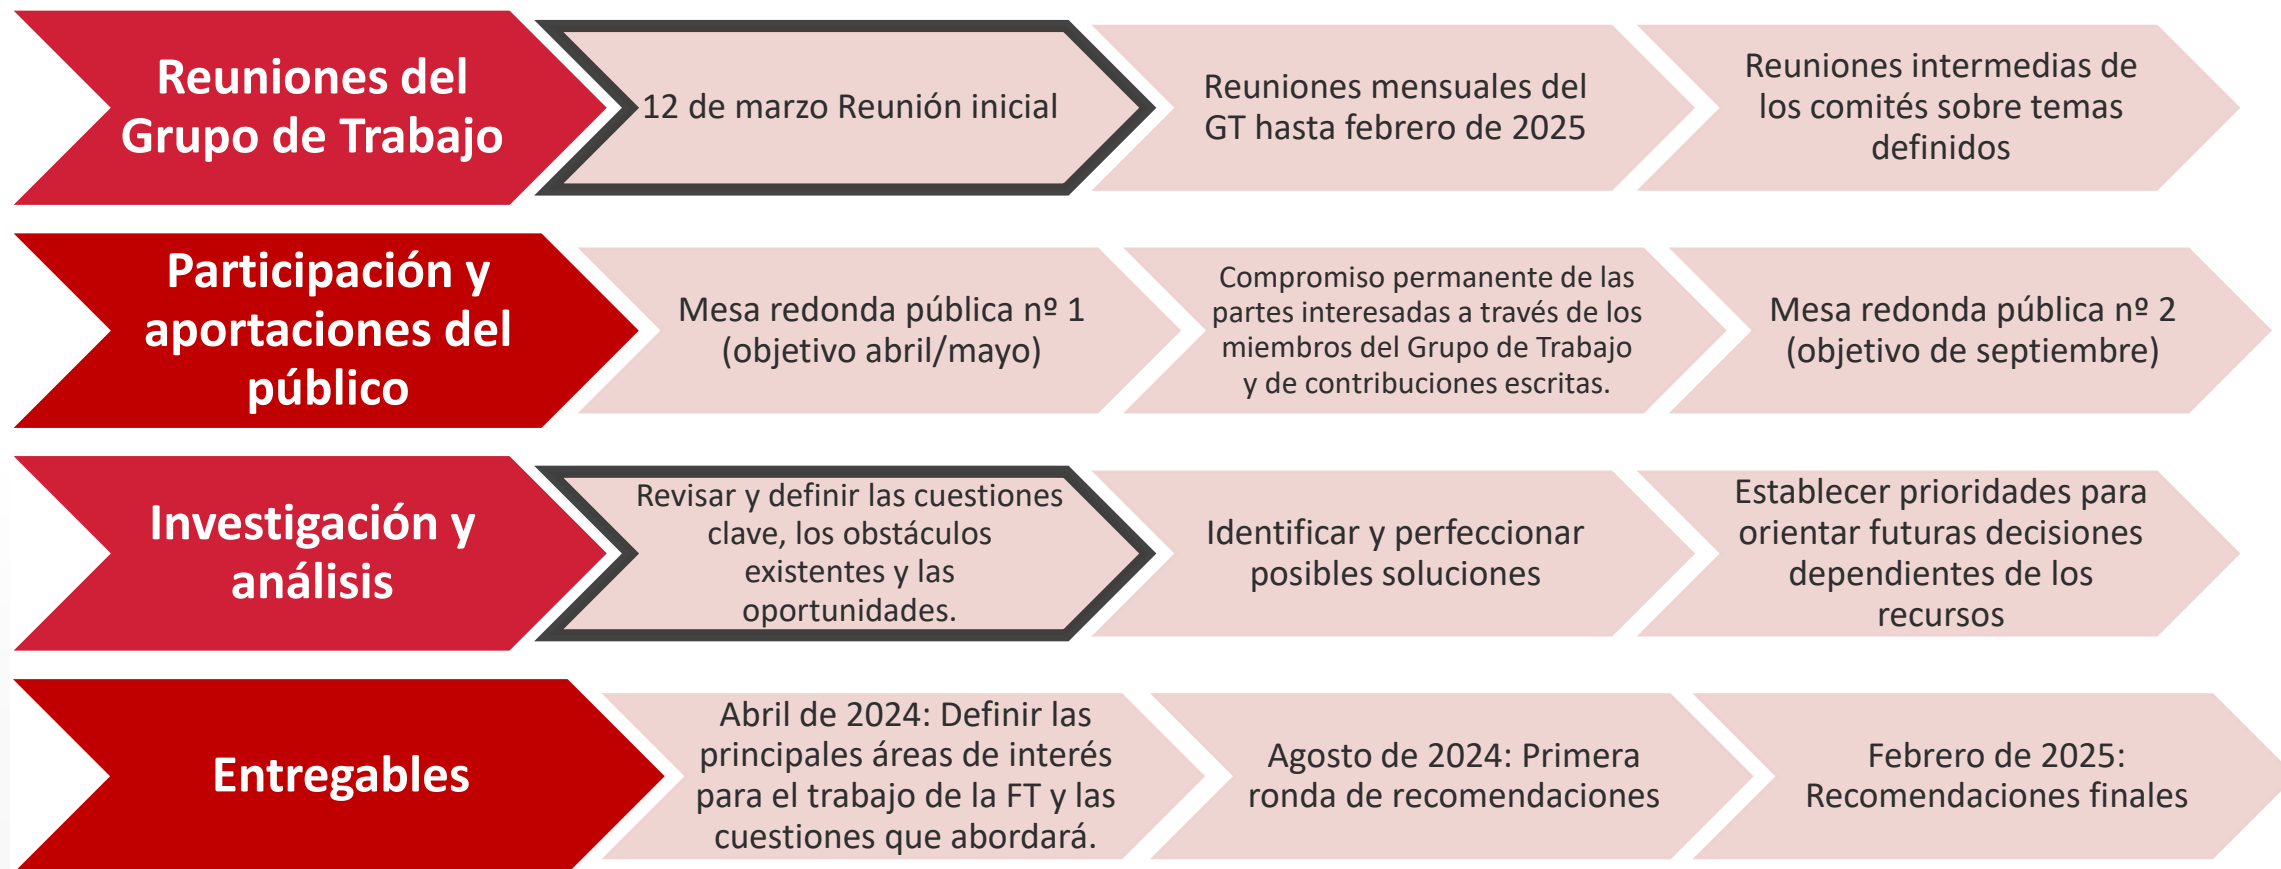 Reuniones del
Grupo de Trabajo
12 de marzo Reunión inicial
Reuniones mensuales del
GT hasta febrero de 2025
Reuniones intermedias de
los comités sobre temas
definidos
Participación y
aportaciones del
público
Mesa redonda pública nº 1
(objetivo abril/mayo)
Compromiso permanente de las
partes interesadas a través de los
miembros del Grupo de Trabajo
y de contribuciones escritas.
Mesa redonda pública nº 2
(objetivo de septiembre)
Investigación y
análisis
Revisar y definir las cuestiones
clave, los obstáculos
existentes y las
oportunidades.
Identificar y perfeccionar
posibles soluciones
Establecer prioridades para
orientar futuras decisiones
dependientes de los
recursos
Entregables
Abril de 2024: Definir las
principales áreas de interés
para el trabajo de la FT y las
cuestiones que abordará.
Agosto de 2024: Primera
ronda de recomendaciones
Febrero de 2025:
Recomendaciones finales